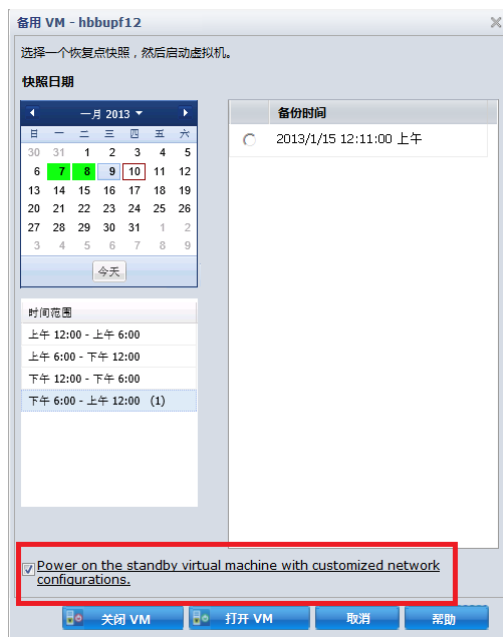 备用 VM - hbbupf12
选择一个恢复点快照，然后启动虚拟机。
快照日期
一月 2013
日 一 二 三 四 五 六
30 31 1 2 3 4 5
6 7 8 9 10 11 12
13 14 15 16 17 18 19
20 21 22 23 24 25 26
27 28 29 30 31 1 2
3 4 5 6 7 8 9
今天
备份时间
2013/1/15 12:11:00 上午
时间范围
上午 12:00 - 上午 6:00
上午 6:00 - 下午 12:00
下午 12:00 - 下午 6:00
下午 6:00 - 上午 12:00 (1)
Power on the standby virtual machine with customized network
configurations.
关闭 VM 打开 VM 取消 帮助